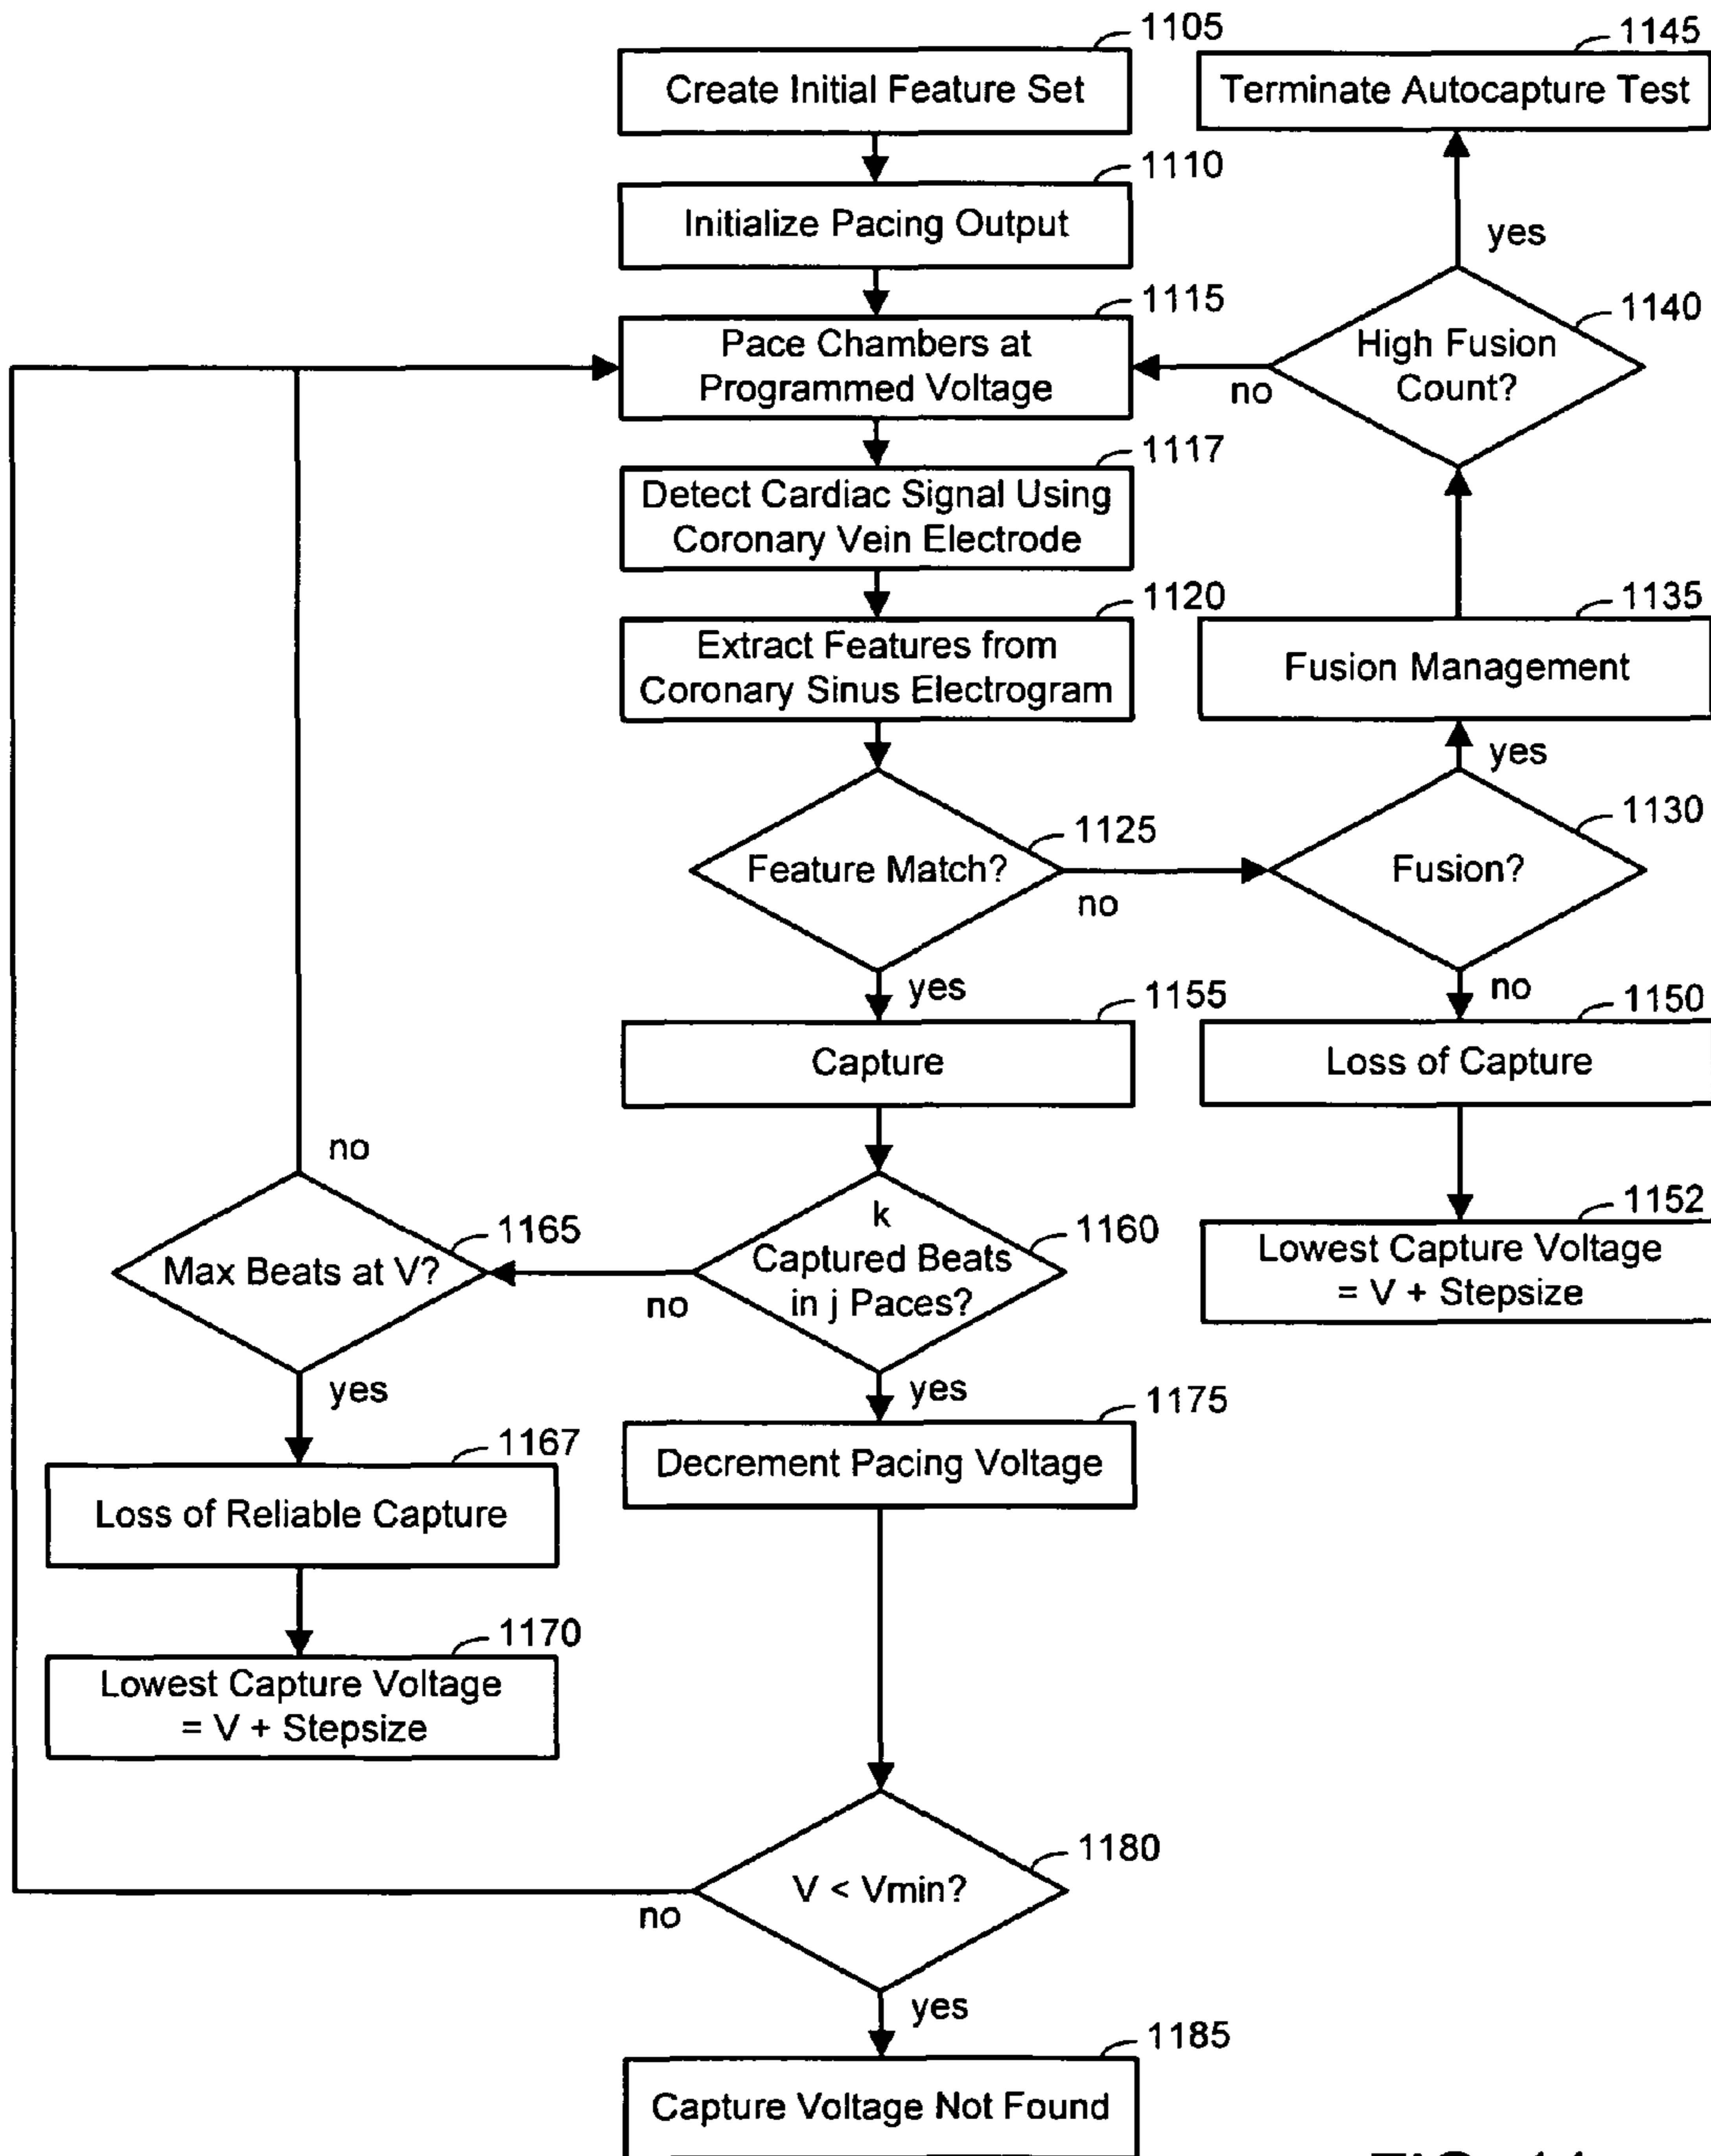 1105
Create Initial Feature Set
1145
Terminate Autocapture Test
1110
Initialize Pacing Output
yes
1115
Pace Chambers at
Programmed Voltage
1140
High Fusion
Count?
no
1117
Detect Cardiac Signal Using
Coronary Vein Electrode
1120
Extract Features from
Coronary Sinus Electrogram
1135
Fusion Management
yes
1125
Feature Match?
no
1130
Fusion?
yes
no
1155
Capture
1150
Loss of Capture
no
1165
Max Beats at V?
k
Captured Beats
in j Paces?
1160
no
1152
Lowest Capture Voltage
= V + Stepsize
yes
yes
1175
Decrement Pacing Voltage
1167
Loss of Reliable Capture
1170
Lowest Capture Voltage
= V + Stepsize
1180
V < Vmin?
no
yes
1185
Capture Voltage Not Found